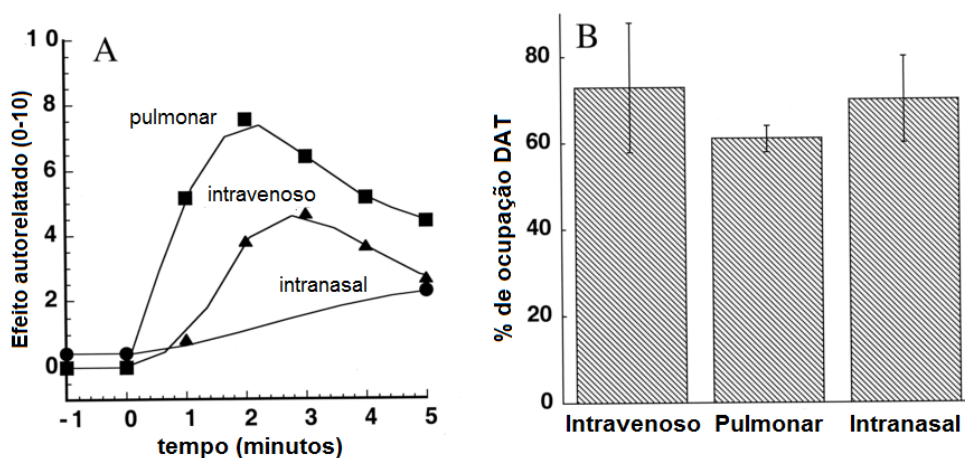 A
Efeito autorelatado (0-10)
1 0
8
6
4
2
0
pulmonar
intravenoso
intranasal
-1 0 1 2 3 4 5
tempo (minutos)
B
% de ocupação DAT
80
60
40
20
0
Intravenoso Pulmonar Intranasal